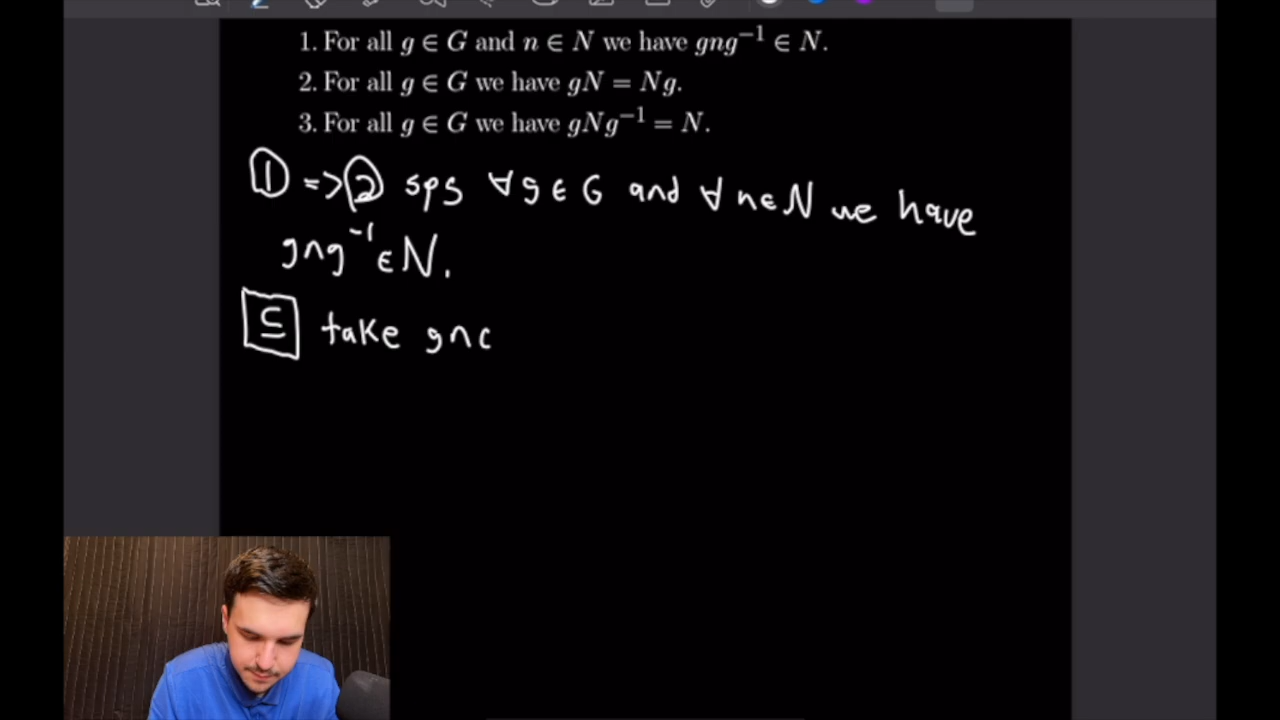 1. For all g ∈ G and n ∈ N we have gng⁻¹ ∈ N.
2. For all g ∈ G we have gN = Ng.
3. For all g ∈ G we have gNg⁻¹ = N.
① => ② sps ∀ g ∈ G and ∀ n ∈ N we have
gng⁻¹ ∈ N.
⊆ take gn c